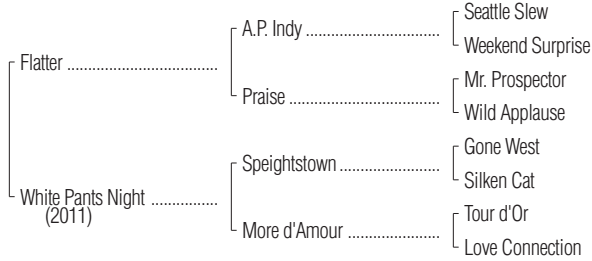 Seattle Slew
A.P. Indy
Weekend Surprise
Flatter
Mr. Prospector
Praise
Wild Applause
Gone West
Speightstown
Silken Cat
White Pants Night
(2011)
Tour d'Or
More d'Amour
Love Connection